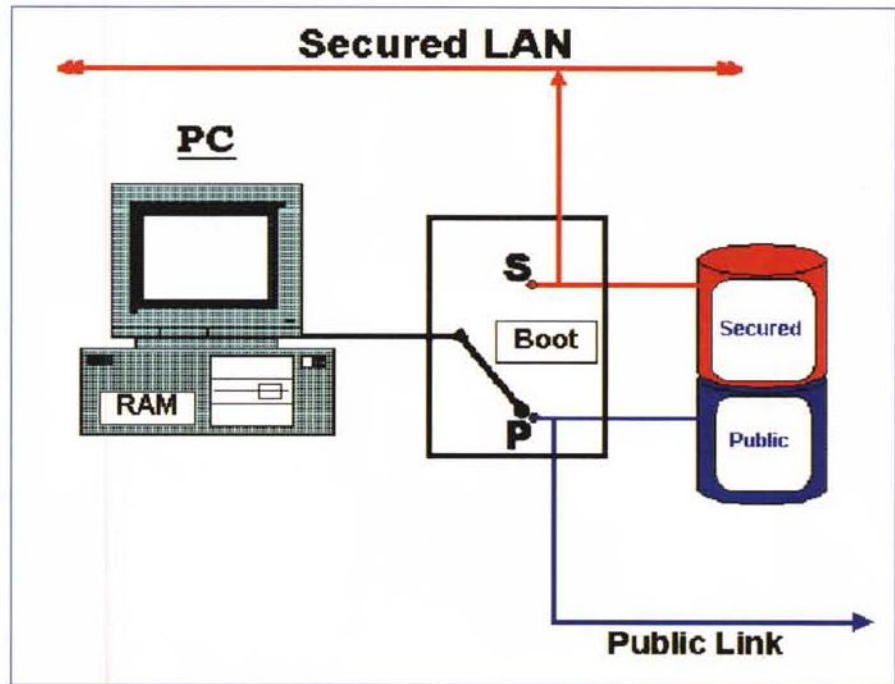 Secured LAN
PC
S
Secured
Boot
RAM
P
Public
Public Link